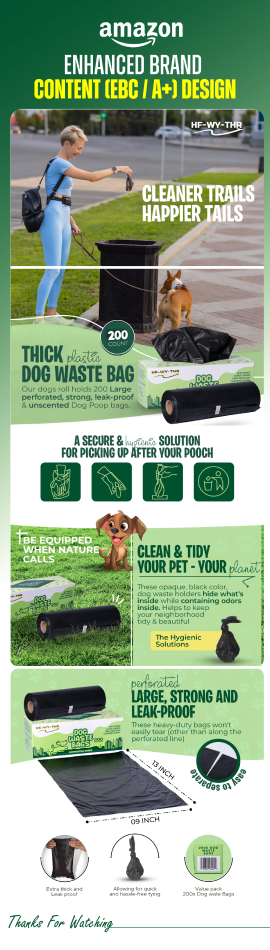 amazon
ENHANCED BRAND
CONTENT (EBC / A+) DESIGN
HF-WY-THR
CLEANER TRAILS
HAPPIER TAILS
200
COUNT
THICK plastic
DOG WASTE BAG
Our dogs roll holds 200 Large
perforated, strong, leak-proof
& unscented Dog Poop bags.
HF-WY-THR
DOG
WASTE
A SECURE & hygienic SOLUTION
FOR PICKING UP AFTER YOUR POOCH
BE EQUIPPED
WHEN NATURE
CALLS
CLEAN & TIDY
YOUR PET - YOUR planet
These opaque, black color,
dog waste holders hide what's
inside while containing odors
inside. Helps to keep
your neighborhood
tidy & beautiful
The Hygienic
Solutions
perforated
LARGE, STRONG AND
LEAK-PROOF
These heavy-duty bags won't
easily tear (other than along the
perforated line)
HF-WY-THR
DOG
WASTE
BAGS
easy to separate
13 INCH
09 INCH
Extra thick and
Leak proof
Allowing for quick
and hassle-free tying
Value pack
200x Dog wate Bags
Thanks For Watching